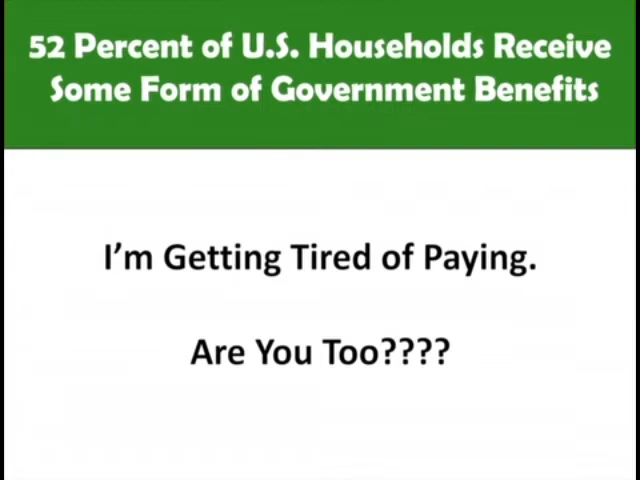 52 Percent of U.S. Households Receive
Some Form of Government Benefits
I’m Getting Tired of Paying.
Are You Too????